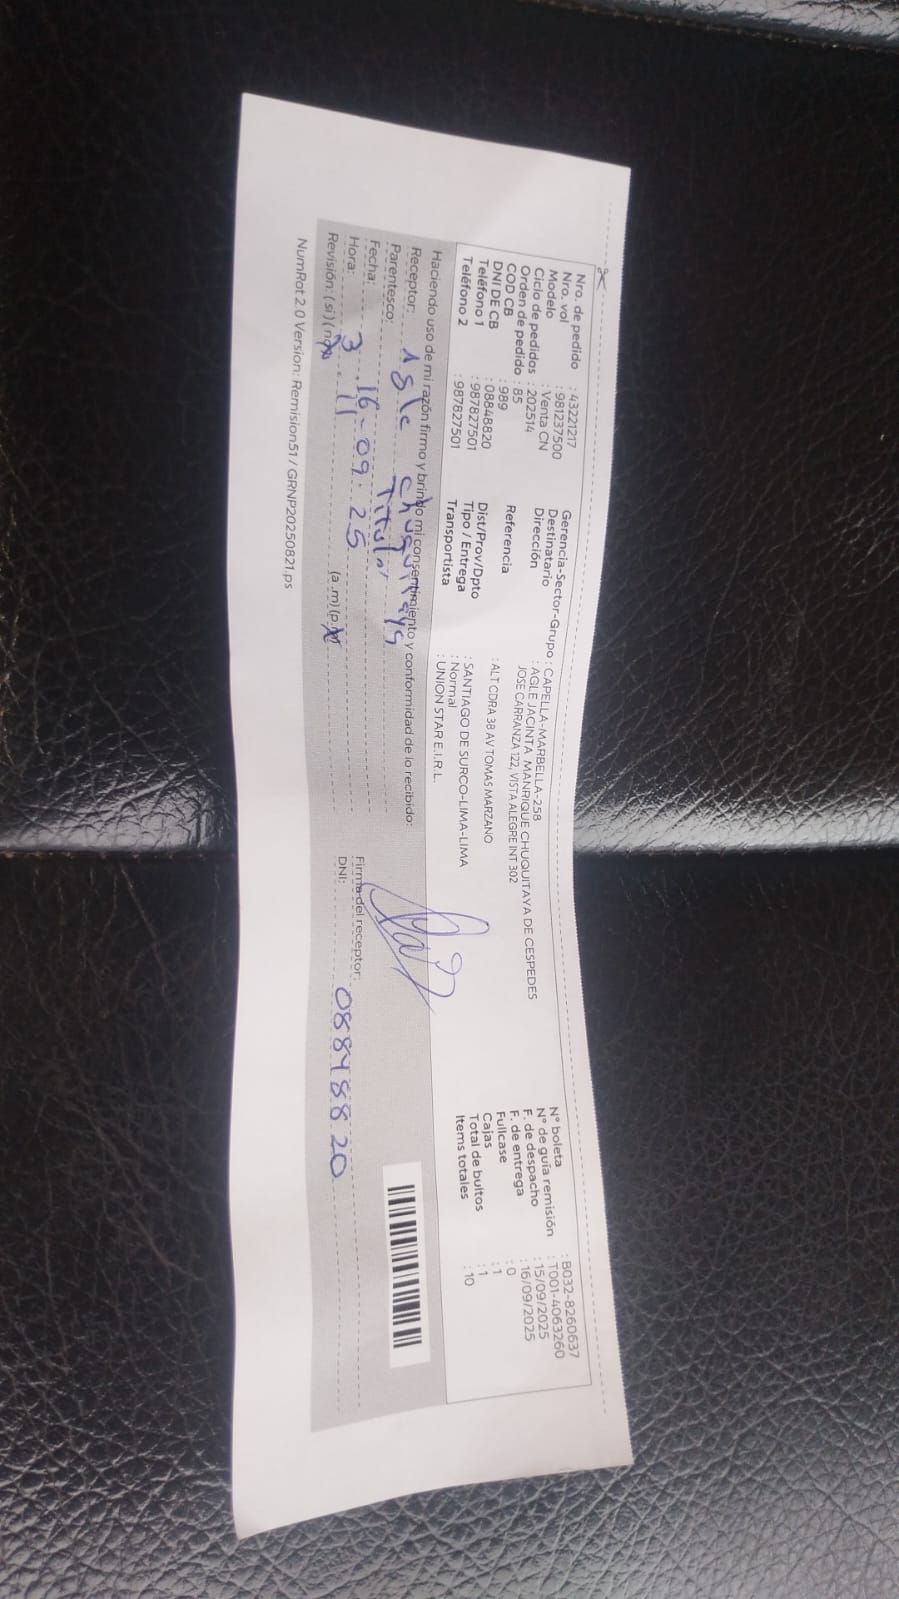 Nro. de pedido : 43221217
Nro. vol : 981237500
Modelo : Venta CN
Ciclo de pedidos : 202514
Orden de pedido : 85
COD CB : 989
DNI DE CB : 08848820
Teléfono 1 : 987827501
Teléfono 2 : 987827501
Gerencia-Sector-Grupo : CAPELLA-MARBELLA-258
Destinatario : AGLE JACINTA MANRIQUE CHUQUITAYA DE CESPEDES
Dirección : JOSE CARRANZA 122, VISTA ALEGRE INT 302
Referencia : ALT CDRA 38 AV TOMAS MARZANO
Dist/Prov/Dpto : SANTIAGO DE SURCO-LIMA-LIMA
Tipo / Entrega : Normal
Transportista : UNION STAR E.I.R.L.
N° boleta : B032-8260637
N° de guía remisión : T001-4063260
F. de despacho : 15/09/2025
F. de entrega : 16/09/2025
Fullcase : 0
Cajas : 1
Total de bultos : 1
Items totales : 10
Haciendo uso de mi razón firmo y brindo mi consentimiento y conformidad de lo recibido:
Receptor: Chuquitaya
Parentesco: Titular
Fecha: 16-09-25
Hora: 3 11 (a .m) (p.m)
Revisión: (si) (no)
Firma del receptor:
DNI: 08848820
NumRot 2.0 Version: Remision51 / GRNP20250821.ps